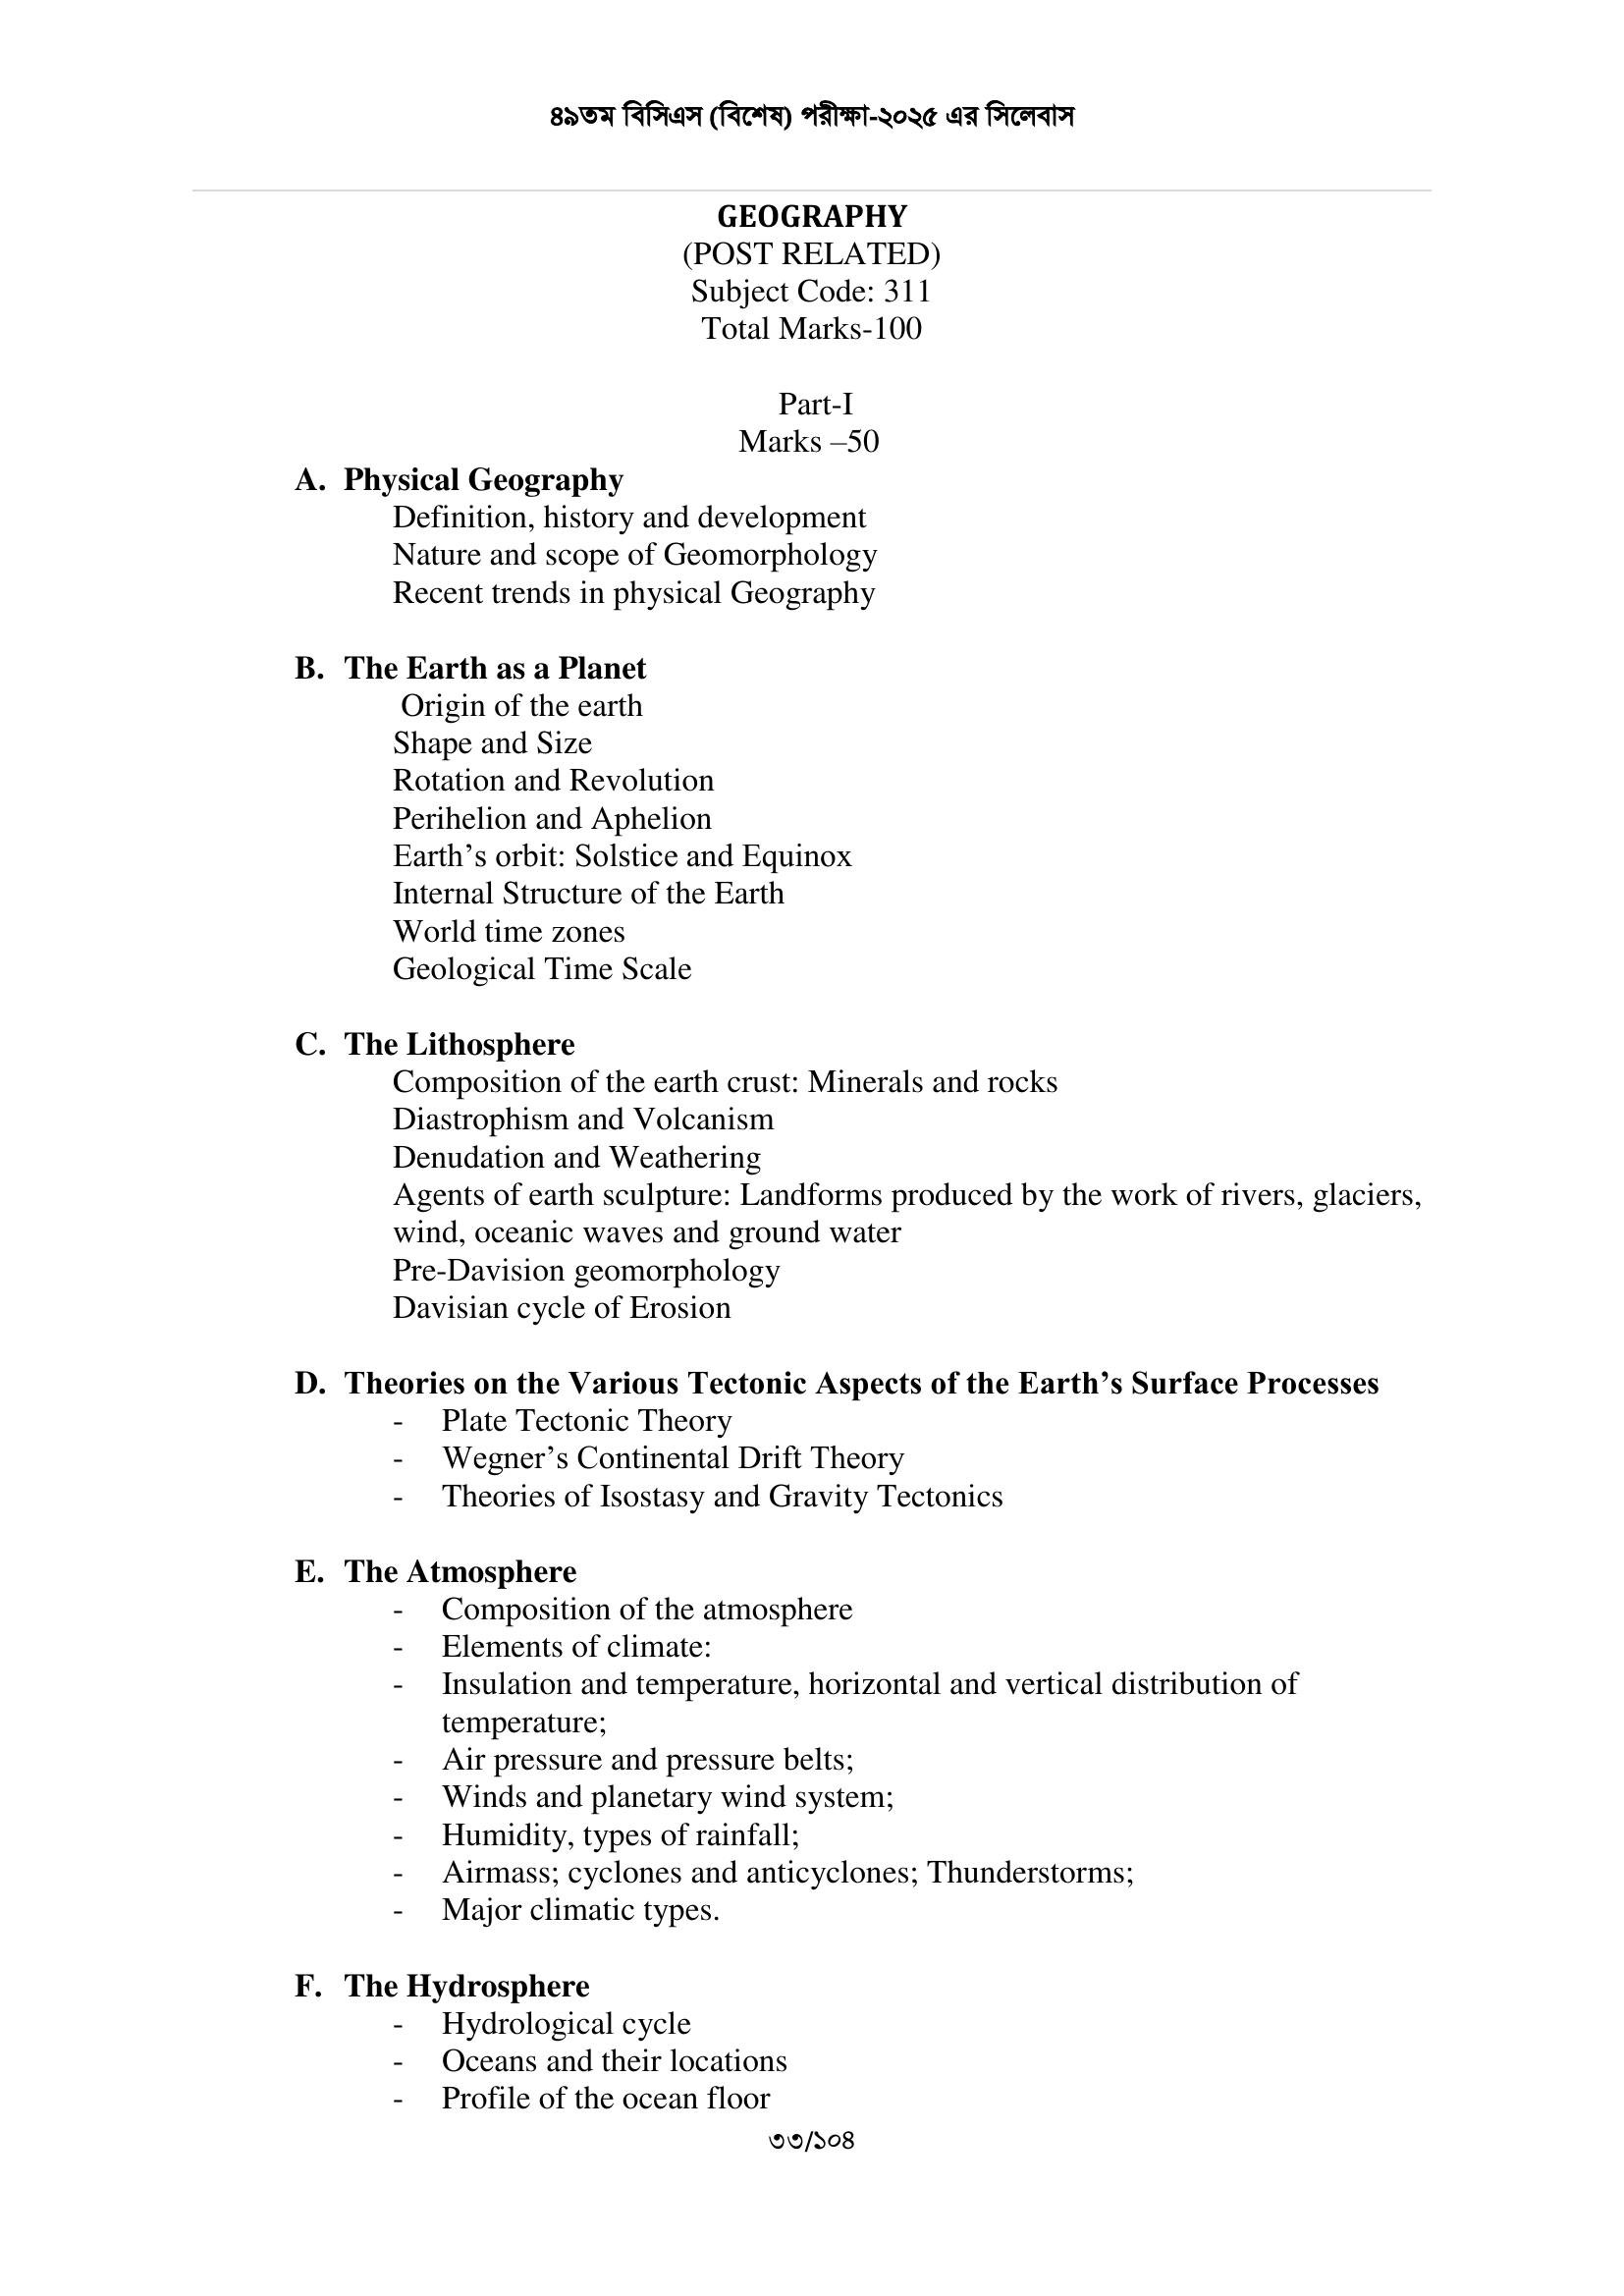 ৪৯তম বিসিএস (বিশেষ) পরীক্ষা-২০২৫ এর সিলেবাস
GEOGRAPHY
(POST RELATED)
Subject Code: 311
Total Marks-100
Part-I
Marks –50
A. Physical Geography
Definition, history and development
Nature and scope of Geomorphology
Recent trends in physical Geography
B. The Earth as a Planet
Origin of the earth
Shape and Size
Rotation and Revolution
Perihelion and Aphelion
Earth’s orbit: Solstice and Equinox
Internal Structure of the Earth
World time zones
Geological Time Scale
C. The Lithosphere
Composition of the earth crust: Minerals and rocks
Diastrophism and Volcanism
Denudation and Weathering
Agents of earth sculpture: Landforms produced by the work of rivers, glaciers,
wind, oceanic waves and ground water
Pre-Davision geomorphology
Davisian cycle of Erosion
D. Theories on the Various Tectonic Aspects of the Earth’s Surface Processes
- Plate Tectonic Theory
- Wegner’s Continental Drift Theory
- Theories of Isostasy and Gravity Tectonics
E. The Atmosphere
- Composition of the atmosphere
- Elements of climate:
- Insulation and temperature, horizontal and vertical distribution of
temperature;
- Air pressure and pressure belts;
- Winds and planetary wind system;
- Humidity, types of rainfall;
- Airmass; cyclones and anticyclones; Thunderstorms;
- Major climatic types.
F. The Hydrosphere
- Hydrological cycle
- Oceans and their locations
- Profile of the ocean floor
৩৩/১০৪